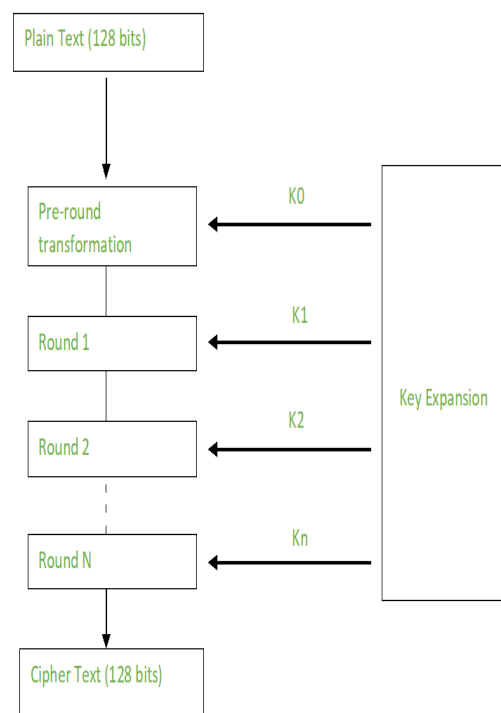 Plain Text (128 bits)
Pre-round
transformation
K0
Round 1
K1
Round 2
K2
Key Expansion
Round N
Kn
Cipher Text (128 bits)